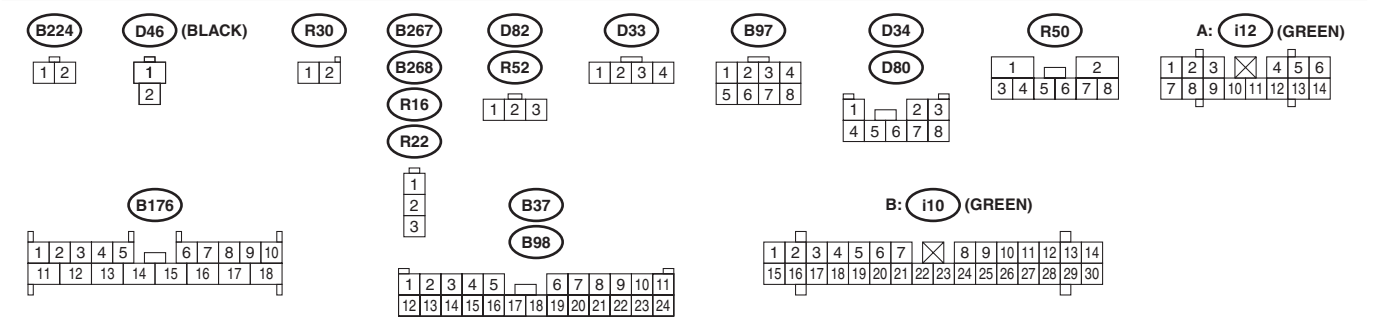 B224
1 2
D46 (BLACK)
1
2
R30
1 2
B267
B268
R16
R22
1
2
3
D82
R52
1 2 3
D33
1 2 3 4
B97
1 2 3 4
5 6 7 8
D34
D80
1 2 3
4 5 6 7 8
R50
1 2
3 4 5 6 7 8
A: i12 (GREEN)
1 2 3 4 5 6
7 8 9 10 11 12 13 14
B176
1 2 3 4 5 6 7 8 9 10
11 12 13 14 15 16 17 18
B37
B98
1 2 3 4 5 6 7 8 9 10 11
12 13 14 15 16 17 18 19 20 21 22 23 24
B: i10 (GREEN)
1 2 3 4 5 6 7 8 9 10 11 12 13 14
15 16 17 18 19 20 21 22 23 24 25 26 27 28 29 30